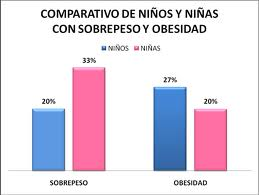 COMPARATIVO DE NIÑOS Y NIÑAS
CON SOBREPESO Y OBESIDAD
NIÑOS NIÑAS
20% 33% 27% 20%
SOBREPESO OBESIDAD